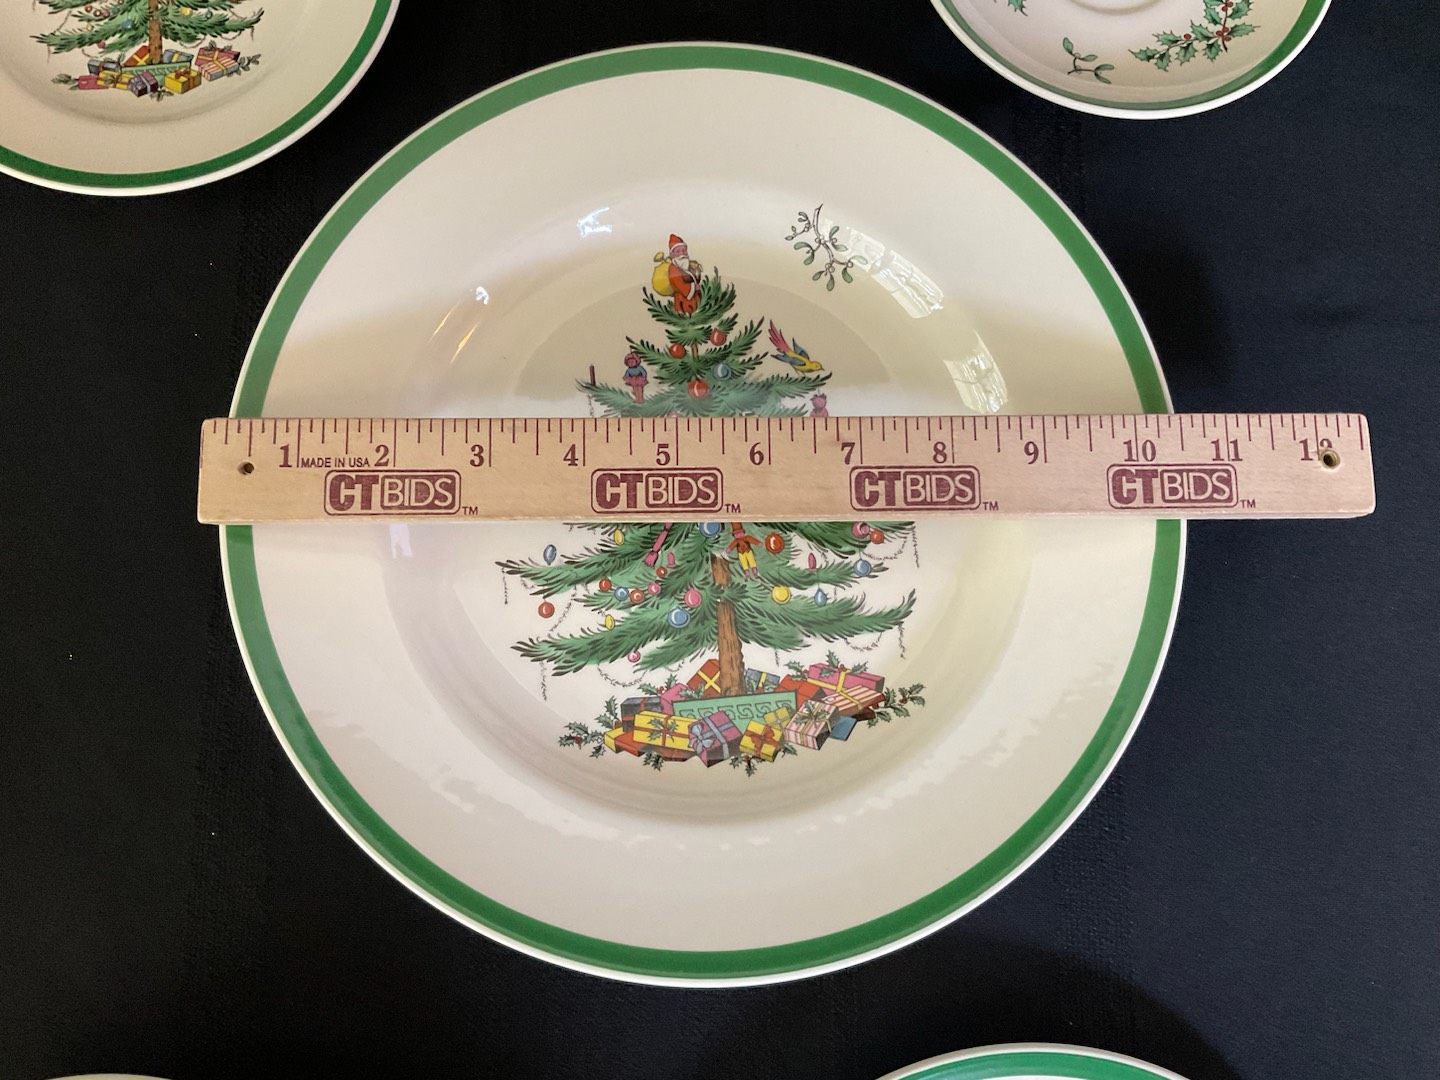 1 MADE IN USA 2 3 4 5 6 7 8 9 10 11 12
CTBIDS™ CTBIDS™ CTBIDS™ CTBIDS™